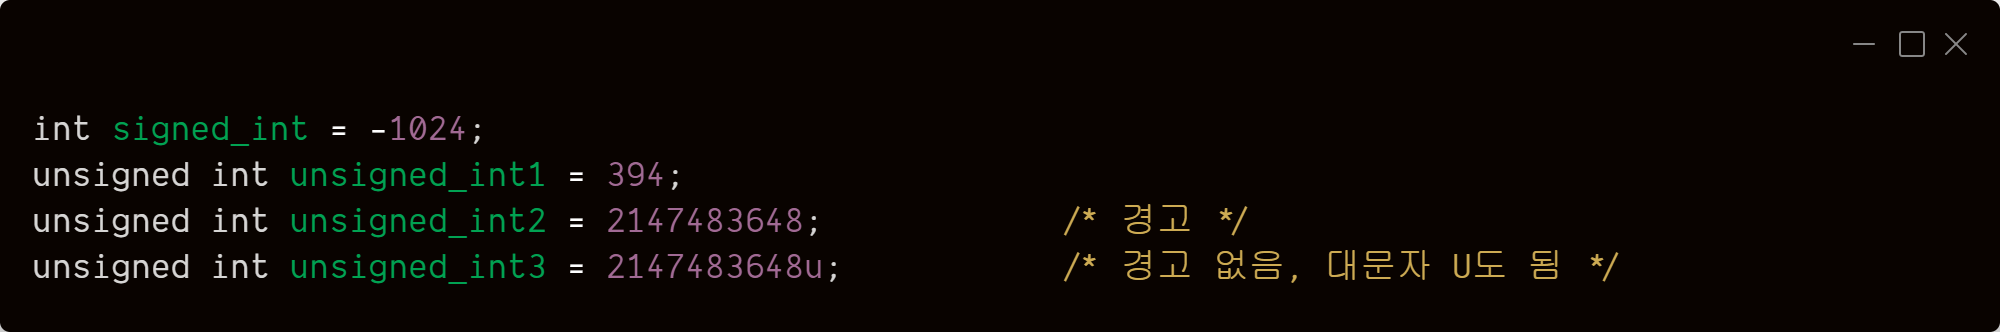 int signed_int = -1024;
unsigned int unsigned_int1 = 394;
unsigned int unsigned_int2 = 2147483648; /* 경고 */
unsigned int unsigned_int3 = 2147483648u; /* 경고 없음, 대문자 U도 됨 */